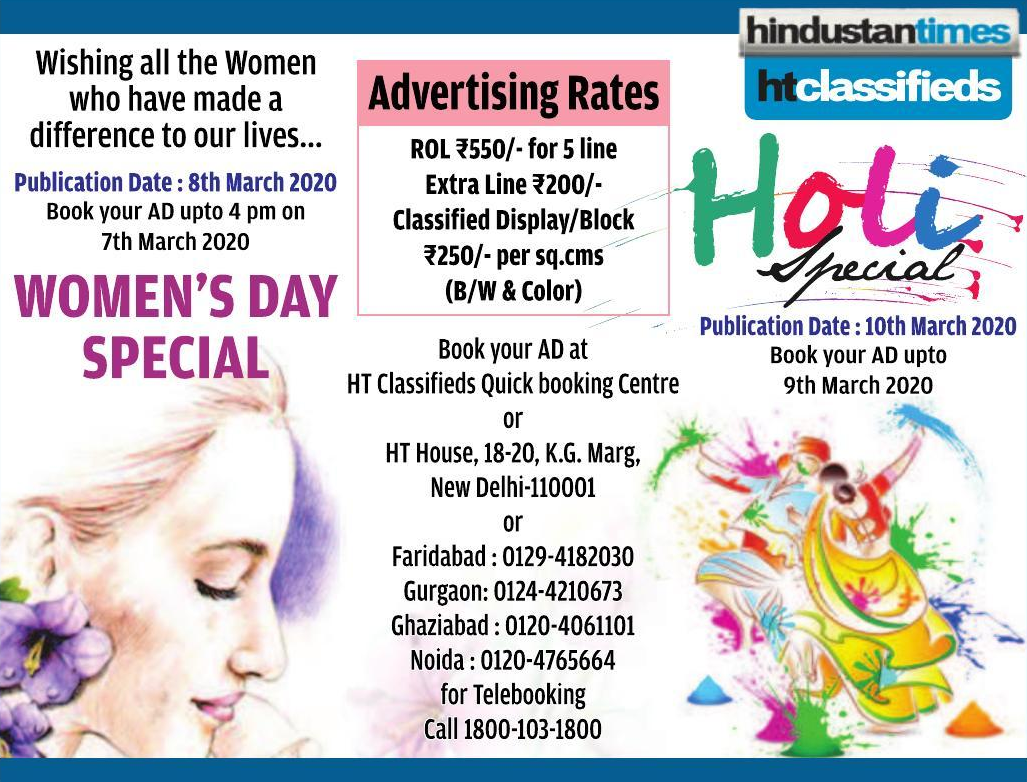 Wishing all the Women
who have made a
difference to our lives...
Publication Date : 8th March 2020
Book your AD upto 4 pm on
7th March 2020
WOMEN'S DAY
SPECIAL
Advertising Rates
ROL ₹550/- for 5 line
Extra Line ₹200/-
Classified Display/Block
₹250/- per sq.cms
(B/W & Color)
Book your AD at
HT Classifieds Quick booking Centre
or
HT House, 18-20, K.G. Marg,
New Delhi-110001
or
Faridabad : 0129-4182030
Gurgaon: 0124-4210673
Ghaziabad : 0120-4061101
Noida : 0120-4765664
for Telebooking
Call 1800-103-1800
hindustantimes
htclassifieds
Holi
Special
Publication Date : 10th March 2020
Book your AD upto
9th March 2020